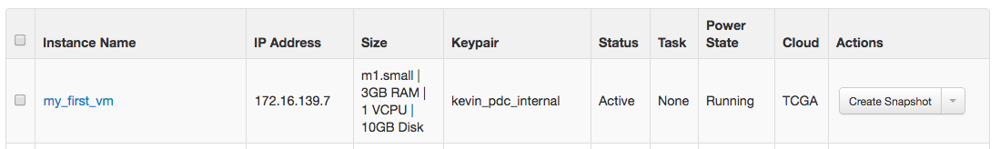 Instance Name IP Address Size Keypair Status Task Power State Cloud Actions
my_first_vm 172.16.139.7 m1.small | 3GB RAM | 1 VCPU | 10GB Disk kevin_pdc_internal Active None Running TCGA Create Snapshot